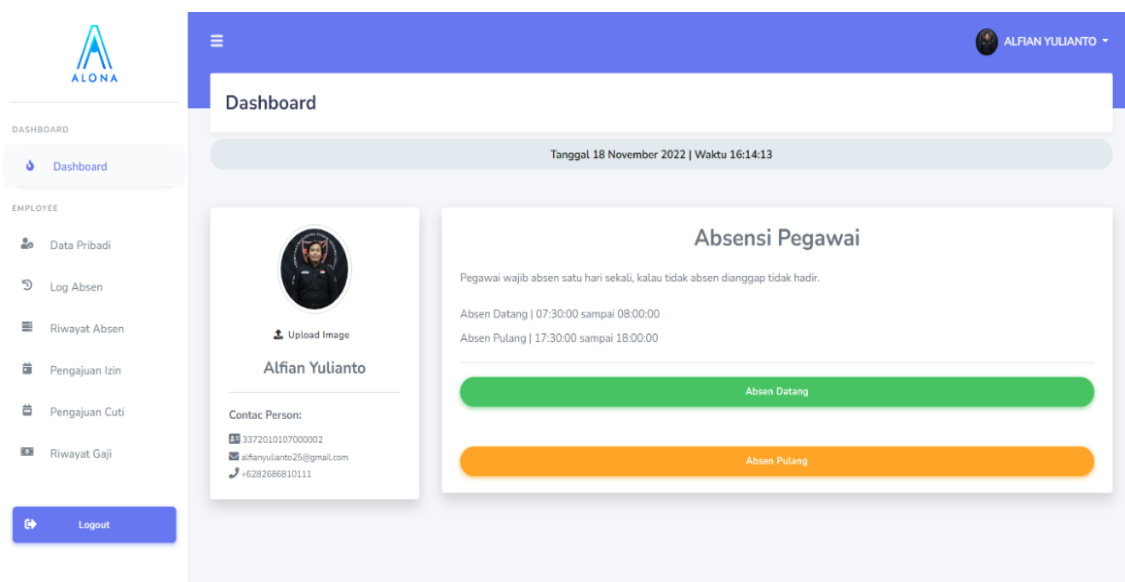 ALONA
ALFIAN YULIANTO
Dashboard
DASHBOARD
Dashboard
EMPLOYEE
Data Pribadi
Log Absen
Riwayat Absen
Pengajuan Izin
Pengajuan Cuti
Riwayat Gaji
Logout
Tanggal 18 November 2022 | Waktu 16:14:13
Upload Image
Alfian Yulianto
Contac Person:
3372010107000002
alfianyulianto25@gmail.com
+6282686810111
Absensi Pegawai
Pegawai wajib absen satu hari sekali, kalau tidak absen dianggap tidak hadir.
Absen Datang | 07:30:00 sampai 08:00:00
Absen Pulang | 17:30:00 sampai 18:00:00
Absen Datang
Absen Pulang